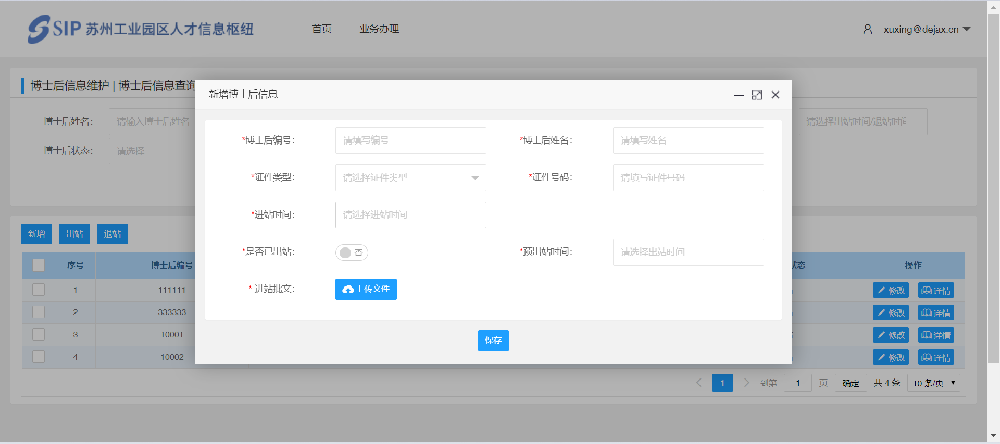 SIP 苏州工业园区人才信息枢纽
首页
业务办理
xuxing@dejax.cn
博士后信息维护 | 博士后信息查询
新增博士后信息
博士后姓名：
请输入博士后姓名
请选择出站时间/退站时
博士后状态：
请选择
*博士后编号：
请填写编号
*博士后姓名：
请填写姓名
*证件类型：
请选择证件类型
*证件号码：
请填写证件号码
*进站时间：
请选择进站时间
*是否已出站：
否
*预出站时间：
请选择出站时间
* 进站批文：
上传文件
保存
新增
出站
退站
序号
博士后编号
状态
操作
1
111111
修改
详情
2
333333
修改
详情
3
10001
修改
详情
4
10002
修改
详情
1
到第
1
页
确定
共 4 条
10 条/页